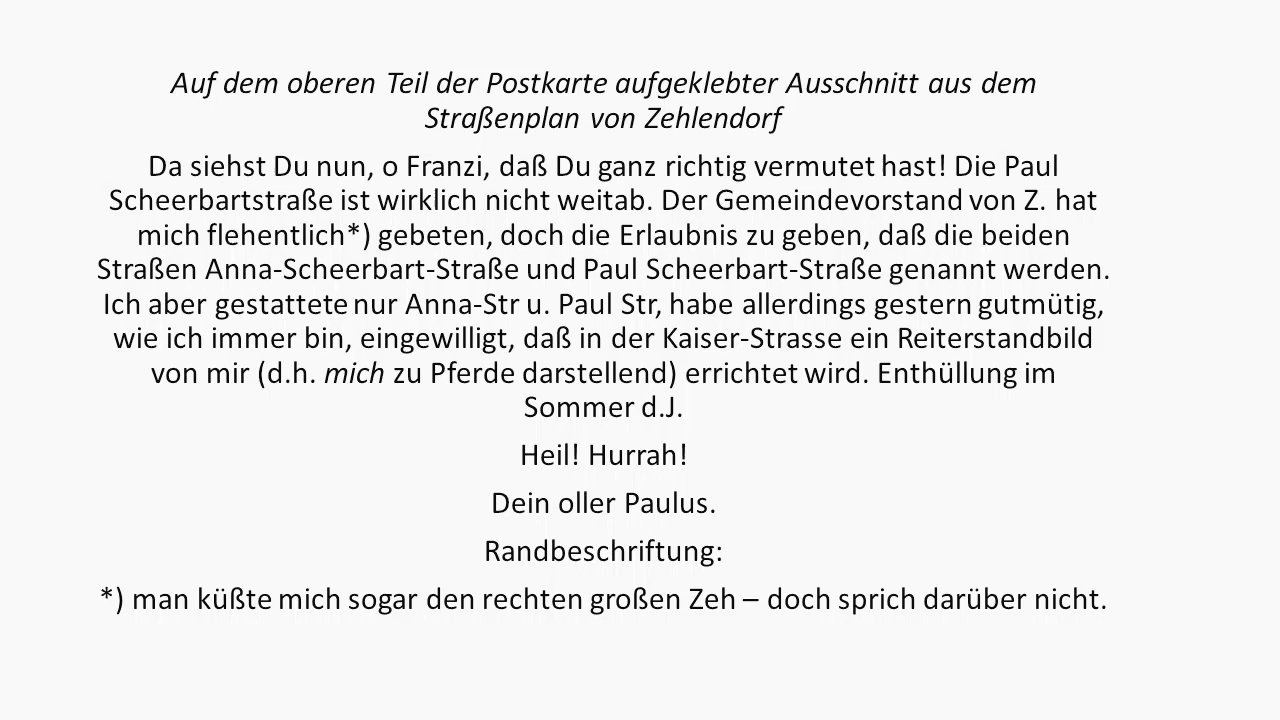 Auf dem oberen Teil der Postkarte aufgeklebter Ausschnitt aus dem
Straßenplan von Zehlendorf
Da siehst Du nun, o Franzi, daß Du ganz richtig vermutet hast! Die Paul
Scheerbartstraße ist wirklich nicht weitab. Der Gemeindevorstand von Z. hat
mich flehentlich*) gebeten, doch die Erlaubnis zu geben, daß die beiden
Straßen Anna-Scheerbart-Straße und Paul Scheerbart-Straße genannt werden.
Ich aber gestattete nur Anna-Str u. Paul Str, habe allerdings gestern gutmütig,
wie ich immer bin, eingewilligt, daß in der Kaiser-Strasse ein Reiterstandbild
von mir (d.h. mich zu Pferde darstellend) errichtet wird. Enthüllung im
Sommer d.J.
Heil! Hurrah!
Dein oller Paulus.
Randbeschriftung:
*) man küßte mich sogar den rechten großen Zeh – doch sprich darüber nicht.